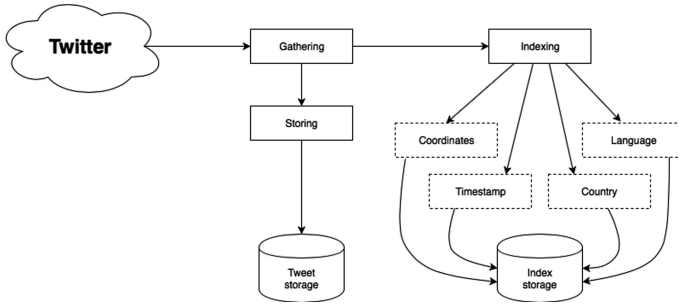 Twitter
Gathering
Indexing
Storing
Coordinates
Language
Timestamp
Country
Tweet
storage
Index
storage